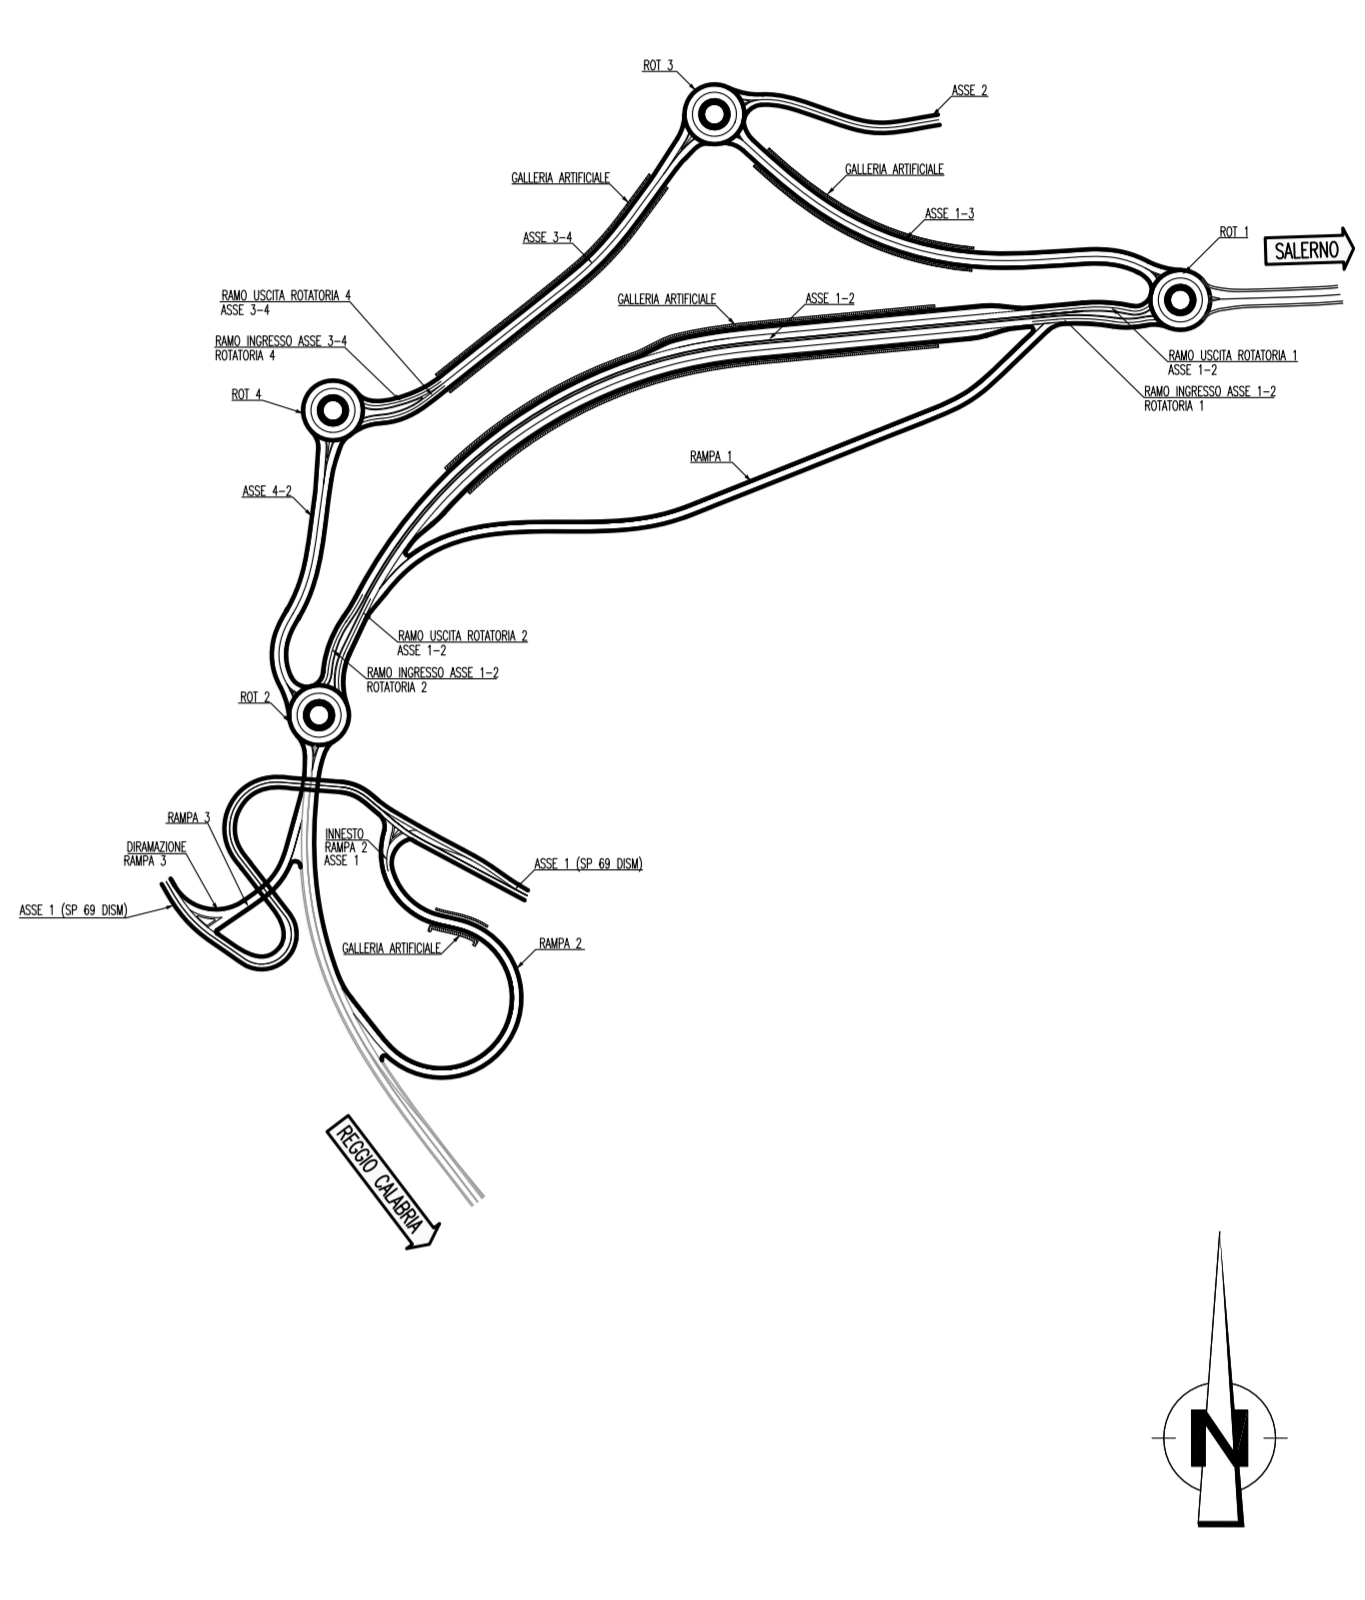 ROT 3
ASSE 2
GALLERIA ARTIFICIALE
GALLERIA ARTIFICIALE
ASSE 1-3
ASSE 3-4
ROT 1
SALERNO
RAMO USCITA ROTATORIA 4
ASSE 3-4
GALLERIA ARTIFICIALE
ASSE 1-2
RAMO INGRESSO ASSE 3-4
ROTATORIA 4
RAMO USCITA ROTATORIA 1
ASSE 1-2
ROT 4
RAMO INGRESSO ASSE 1-2
ROTATORIA 1
RAMPA 1
ASSE 4-2
RAMO USCITA ROTATORIA 2
ASSE 1-2
RAMO INGRESSO ASSE 1-2
ROTATORIA 2
ROT 2
RAMPA 3
INNESTO
RAMPA 2
ASSE 1
DIRAMAZIONE
RAMPA 3
ASSE 1 (SP 69 DISM)
ASSE 1 (SP 69 DISM)
GALLERIA ARTIFICIALE
RAMPA 2
REGGIO CALABRIA
N